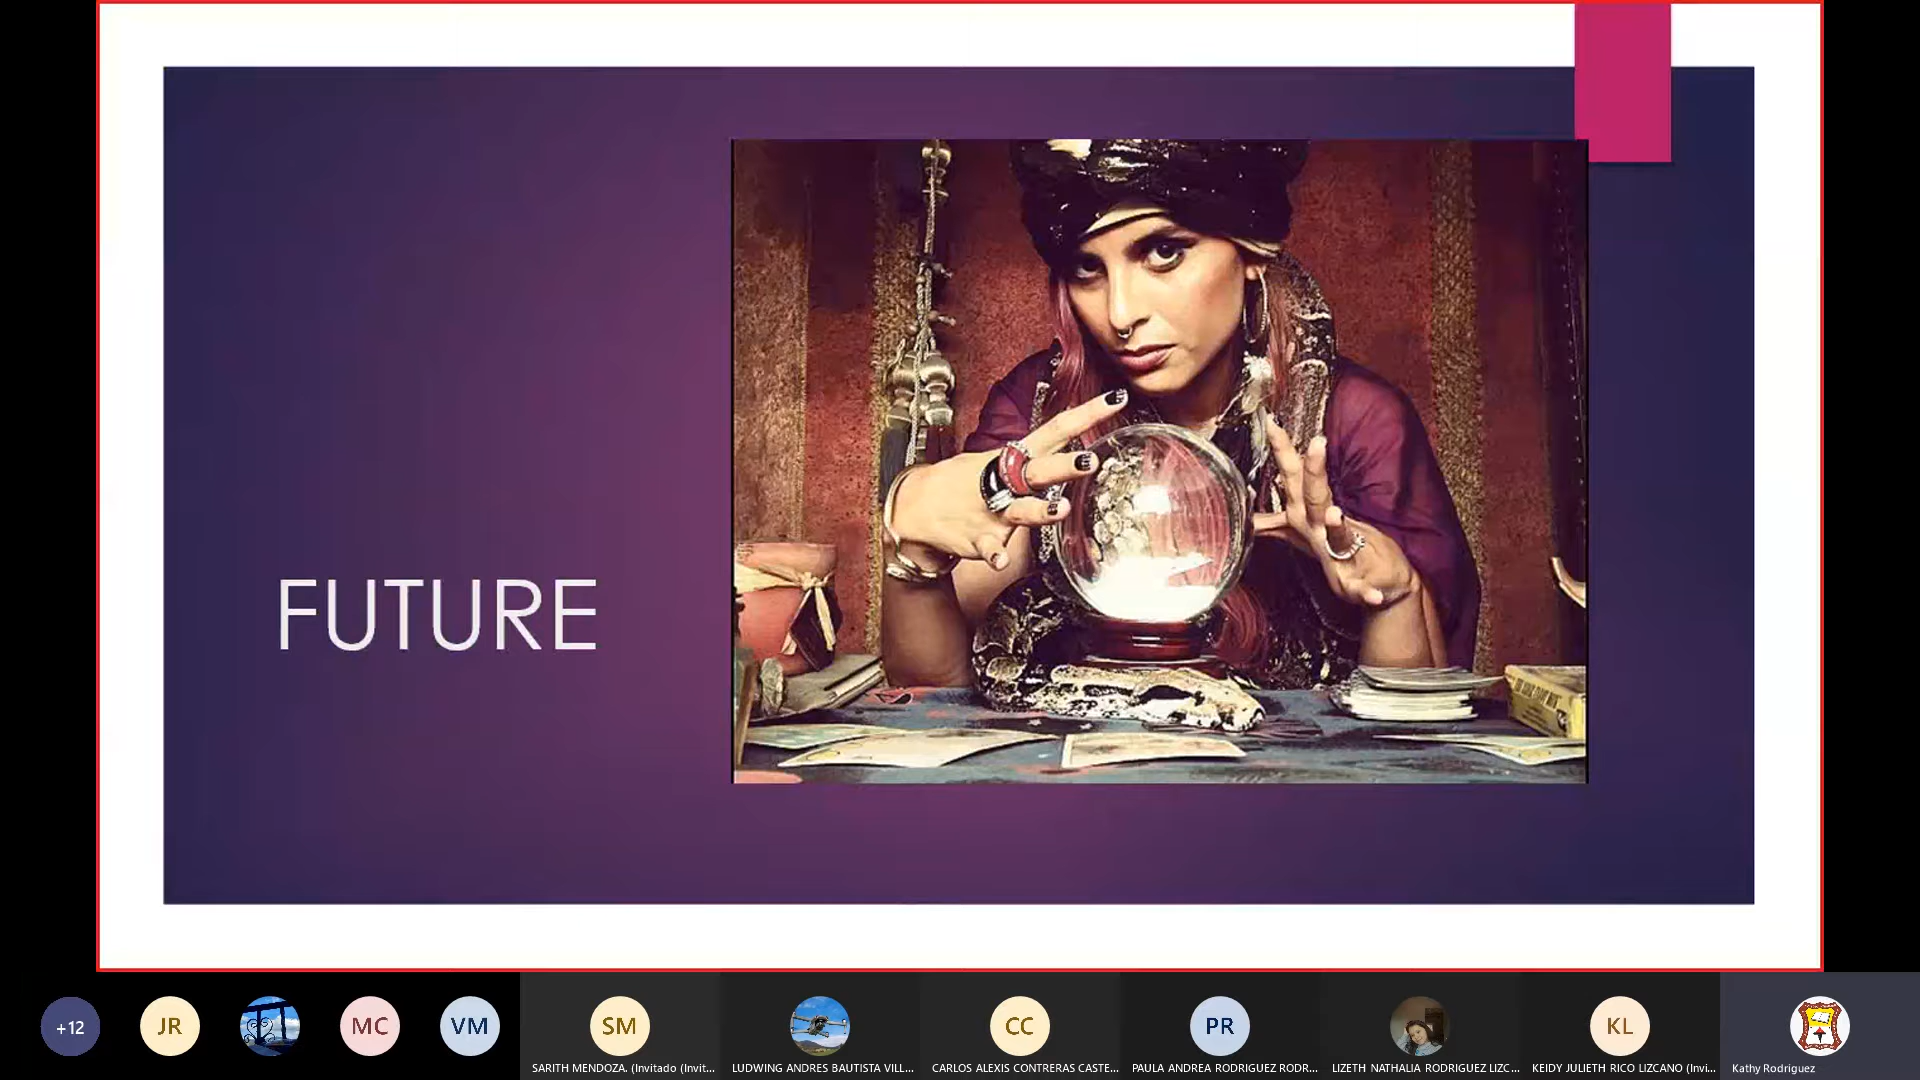 FUTURE
+12
JR
MC
VM
SM
CC
PR
KL
SARITH MENDOZA. (Invitado (Invit...
LUDWING ANDRES BAUTISTA VILL...
CARLOS ALEXIS CONTRERAS CASTE...
PAULA ANDREA RODRIGUEZ RODR...
LIZETH NATHALIA RODRIGUEZ LIZC...
KEIDY JULIETH RICO LIZCANO (Invi...
Kathy Rodriguez